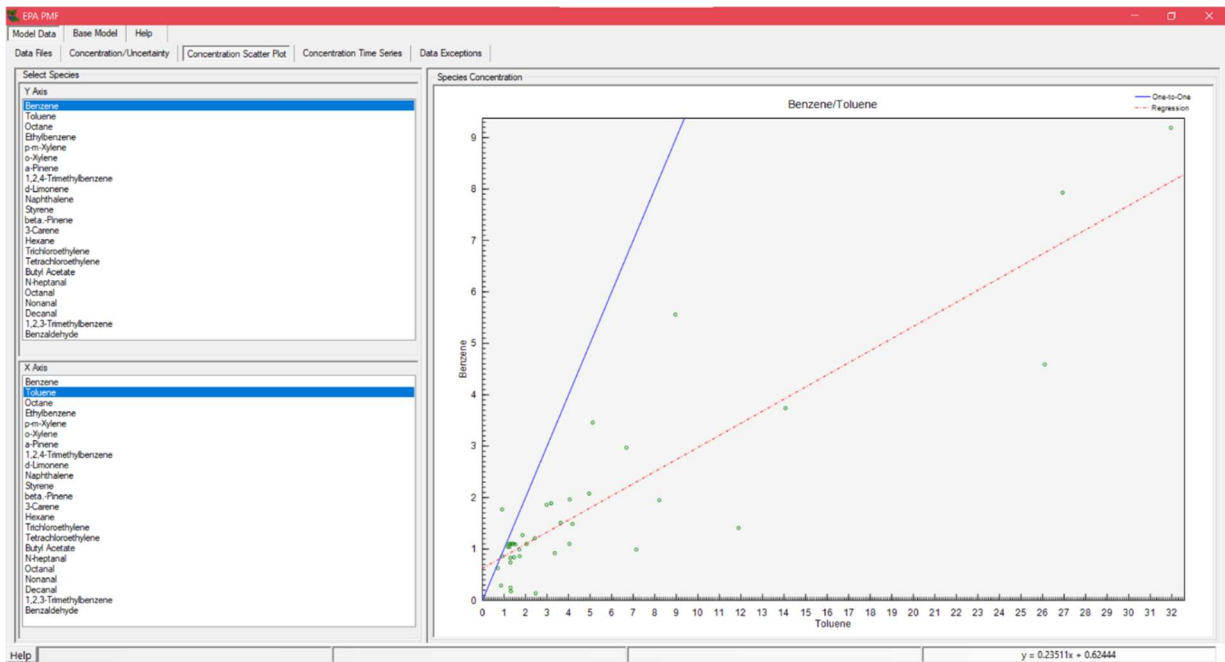 EPA PMF
Model Data Base Model Help
Data Files Concentration/Uncertainty Concentration Scatter Plot Concentration Time Series Data Exceptions
Select Species
Y Axis
Benzene
Toluene
Octane
Ethylbenzene
p-m-Xylene
o-Xylene
a-Pinene
1,2,4-Trimethylbenzene
d-Limonene
Naphthalene
Styrene
beta.-Pinene
3-Carene
Hexane
Trichloroethylene
Tetrachloroethylene
Butyl Acetate
N-heptanal
Octanal
Nonanal
Decanal
1,2,3-Trimethylbenzene
Benzaldehyde
X Axis
Benzene
Toluene
Octane
Ethylbenzene
p-m-Xylene
o-Xylene
a-Pinene
1,2,4-Trimethylbenzene
d-Limonene
Naphthalene
Styrene
beta.-Pinene
3-Carene
Hexane
Trichloroethylene
Tetrachloroethylene
Butyl Acetate
N-heptanal
Octanal
Nonanal
Decanal
1,2,3-Trimethylbenzene
Benzaldehyde
Species Concentration
Benzene/Toluene
One-to-One
Regression
9
8
7
6
5
4
3
2
1
0
Benzene
0 1 2 3 4 5 6 7 8 9 10 11 12 13 14 15 16 17 18 19 20 21 22 23 24 25 26 27 28 29 30 31 32
Toluene
Help
y = 0.23511x + 0.62444